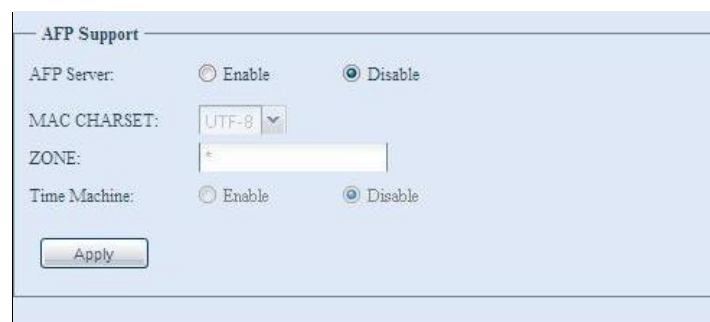 AFP Support
AFP Server: Enable Disable
MAC CHARSET: UTF-8
ZONE: *
Time Machine: Enable Disable
Apply